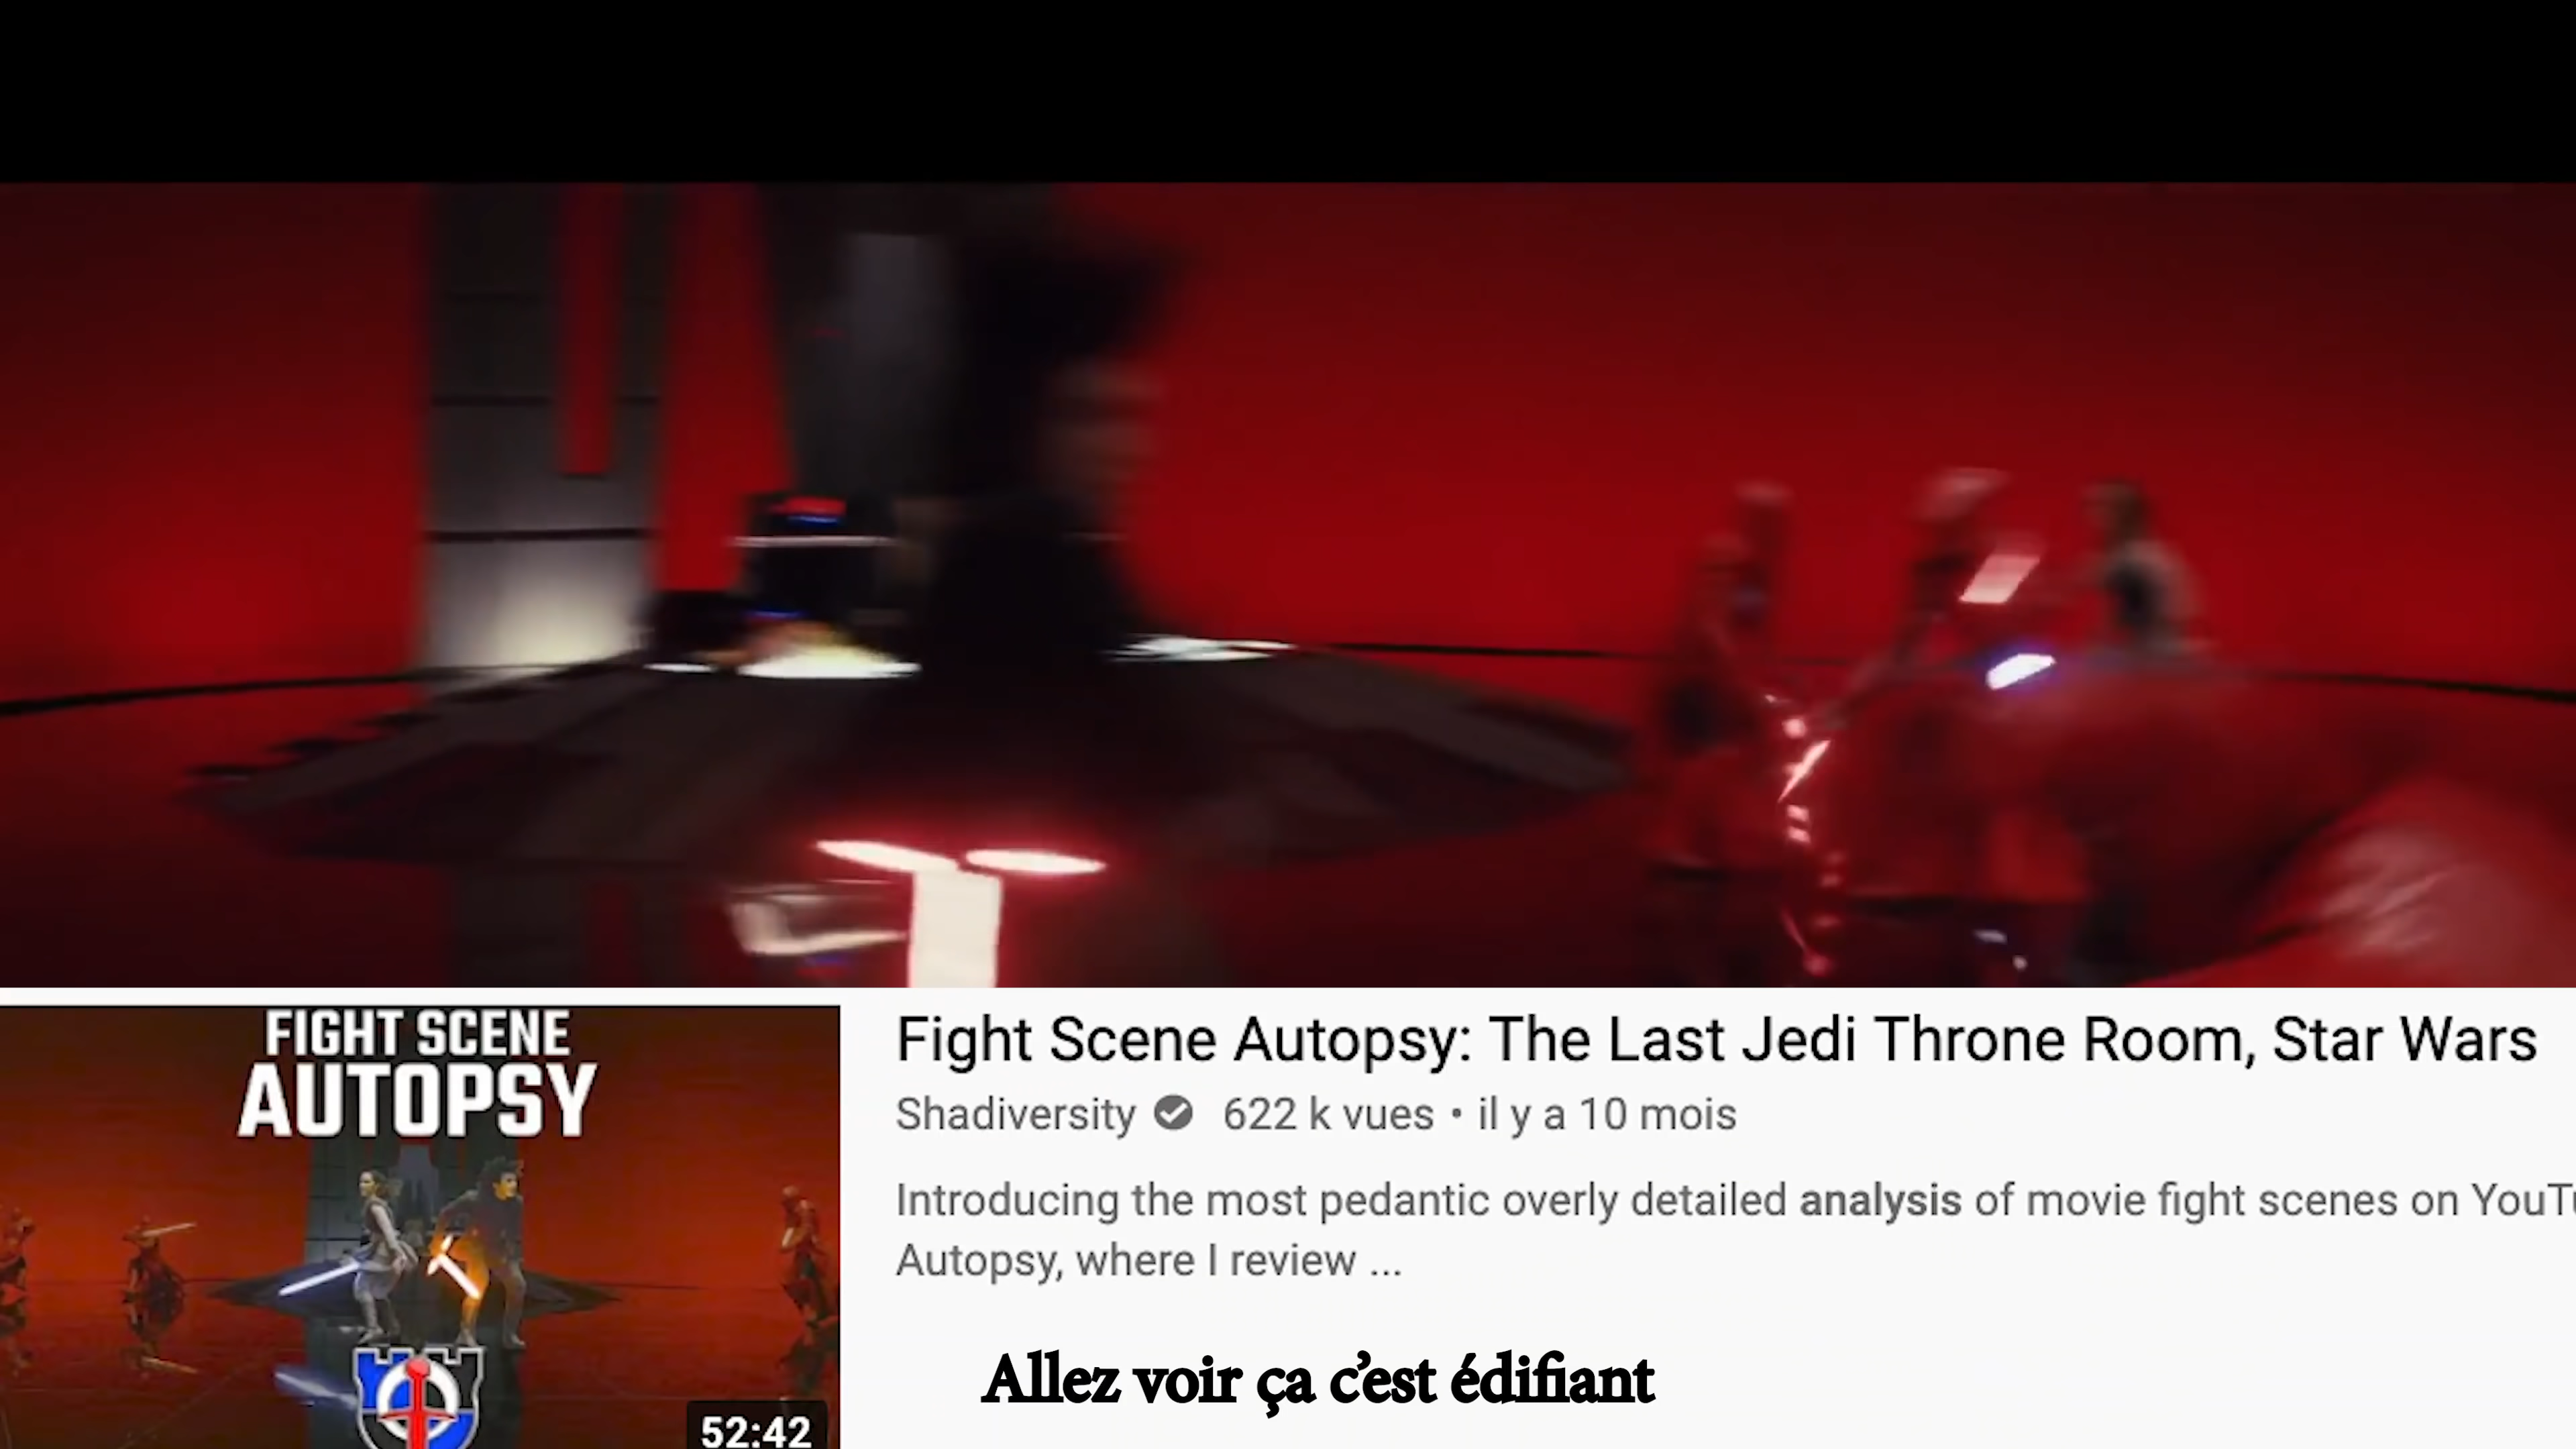 FIGHT SCENE
AUTOPSY
52:42
Fight Scene Autopsy: The Last Jedi Throne Room, Star Wars
Shadiversity 622 k vues • il y a 10 mois
Introducing the most pedantic overly detailed analysis of movie fight scenes on YouTu
Autopsy, where I review ...
Allez voir ça c'est édifiant